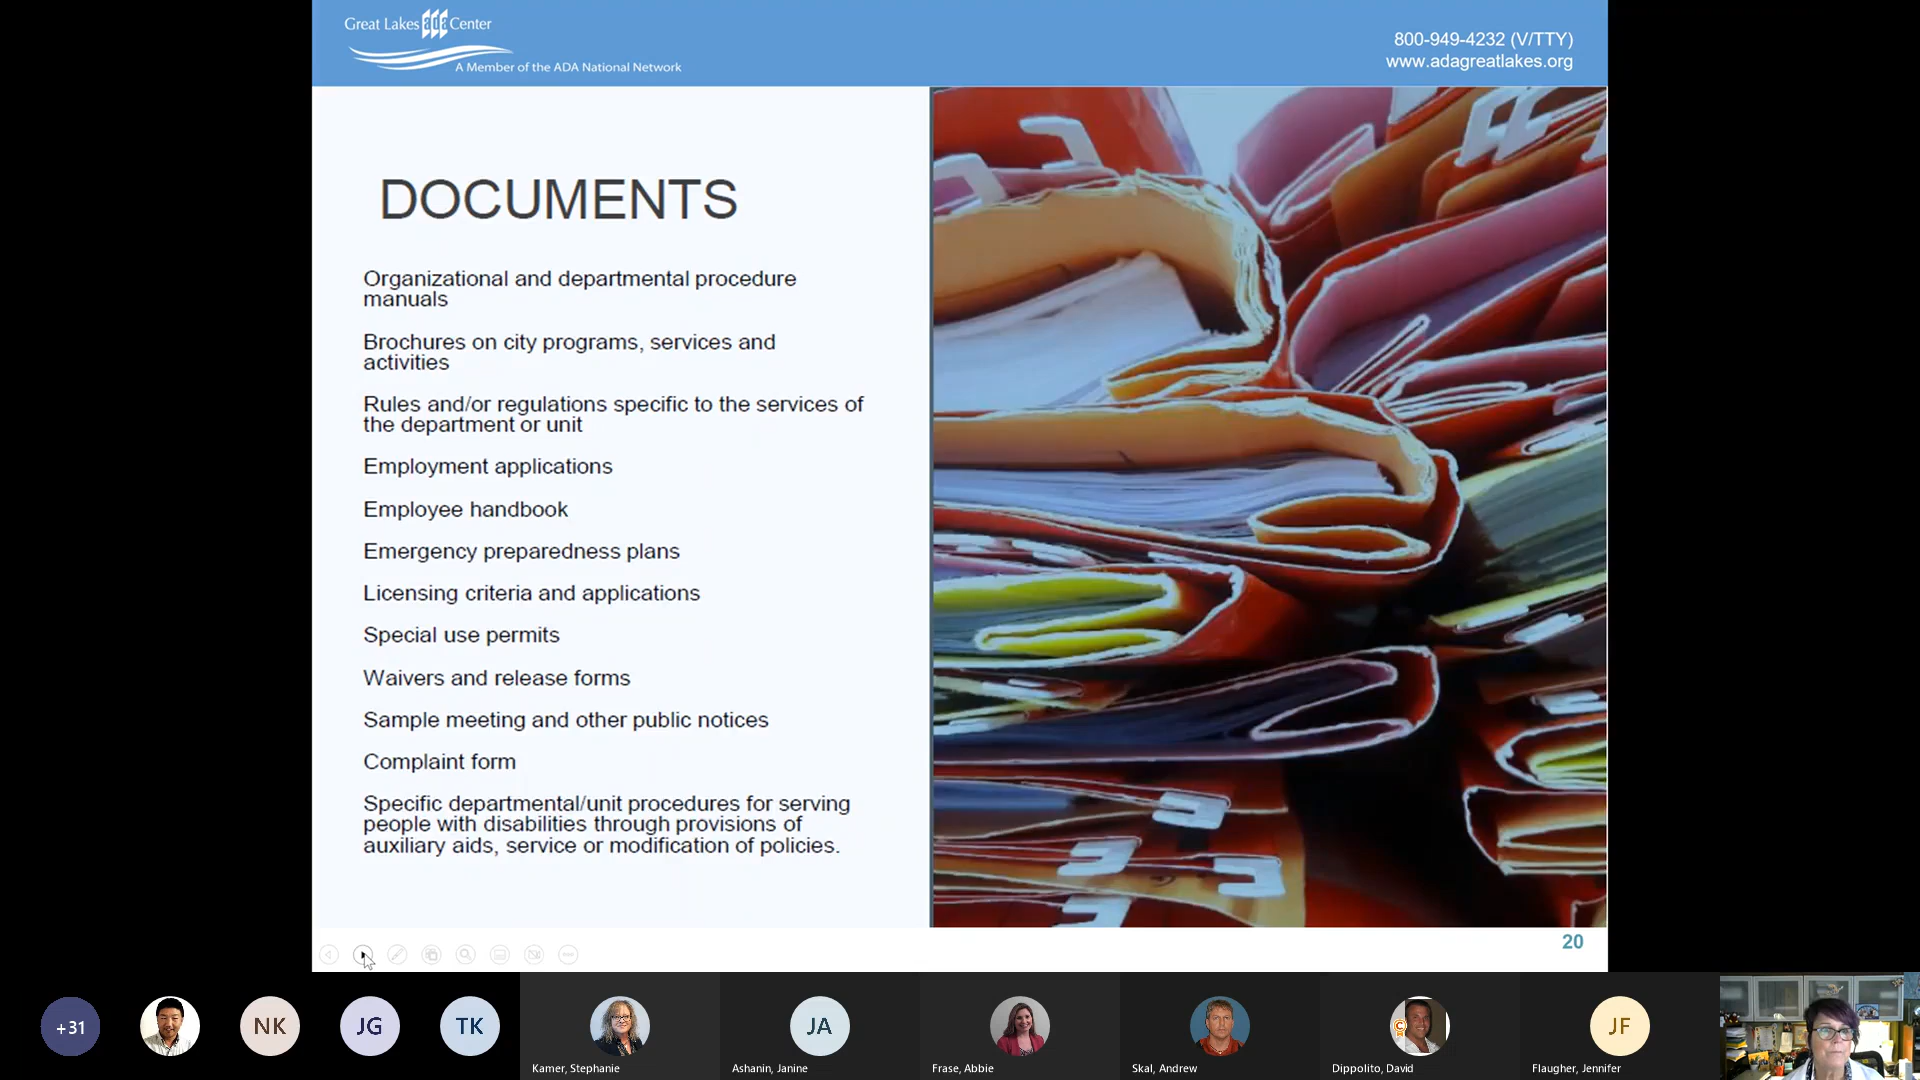 Great Lakes ada Center
A Member of the ADA National Network
800-949-4232 (V/TTY)
www.adagreatlakes.org
DOCUMENTS
Organizational and departmental procedure
manuals
Brochures on city programs, services and
activities
Rules and/or regulations specific to the services of
the department or unit
Employment applications
Employee handbook
Emergency preparedness plans
Licensing criteria and applications
Special use permits
Waivers and release forms
Sample meeting and other public notices
Complaint form
Specific departmental/unit procedures for serving
people with disabilities through provisions of
auxiliary aids, service or modification of policies.
20
+31
NK
JG
TK
Kamer, Stephanie
JA
Ashanin, Janine
Frase, Abbie
Skal, Andrew
C
Dippolito, David
JF
Flaugher, Jennifer